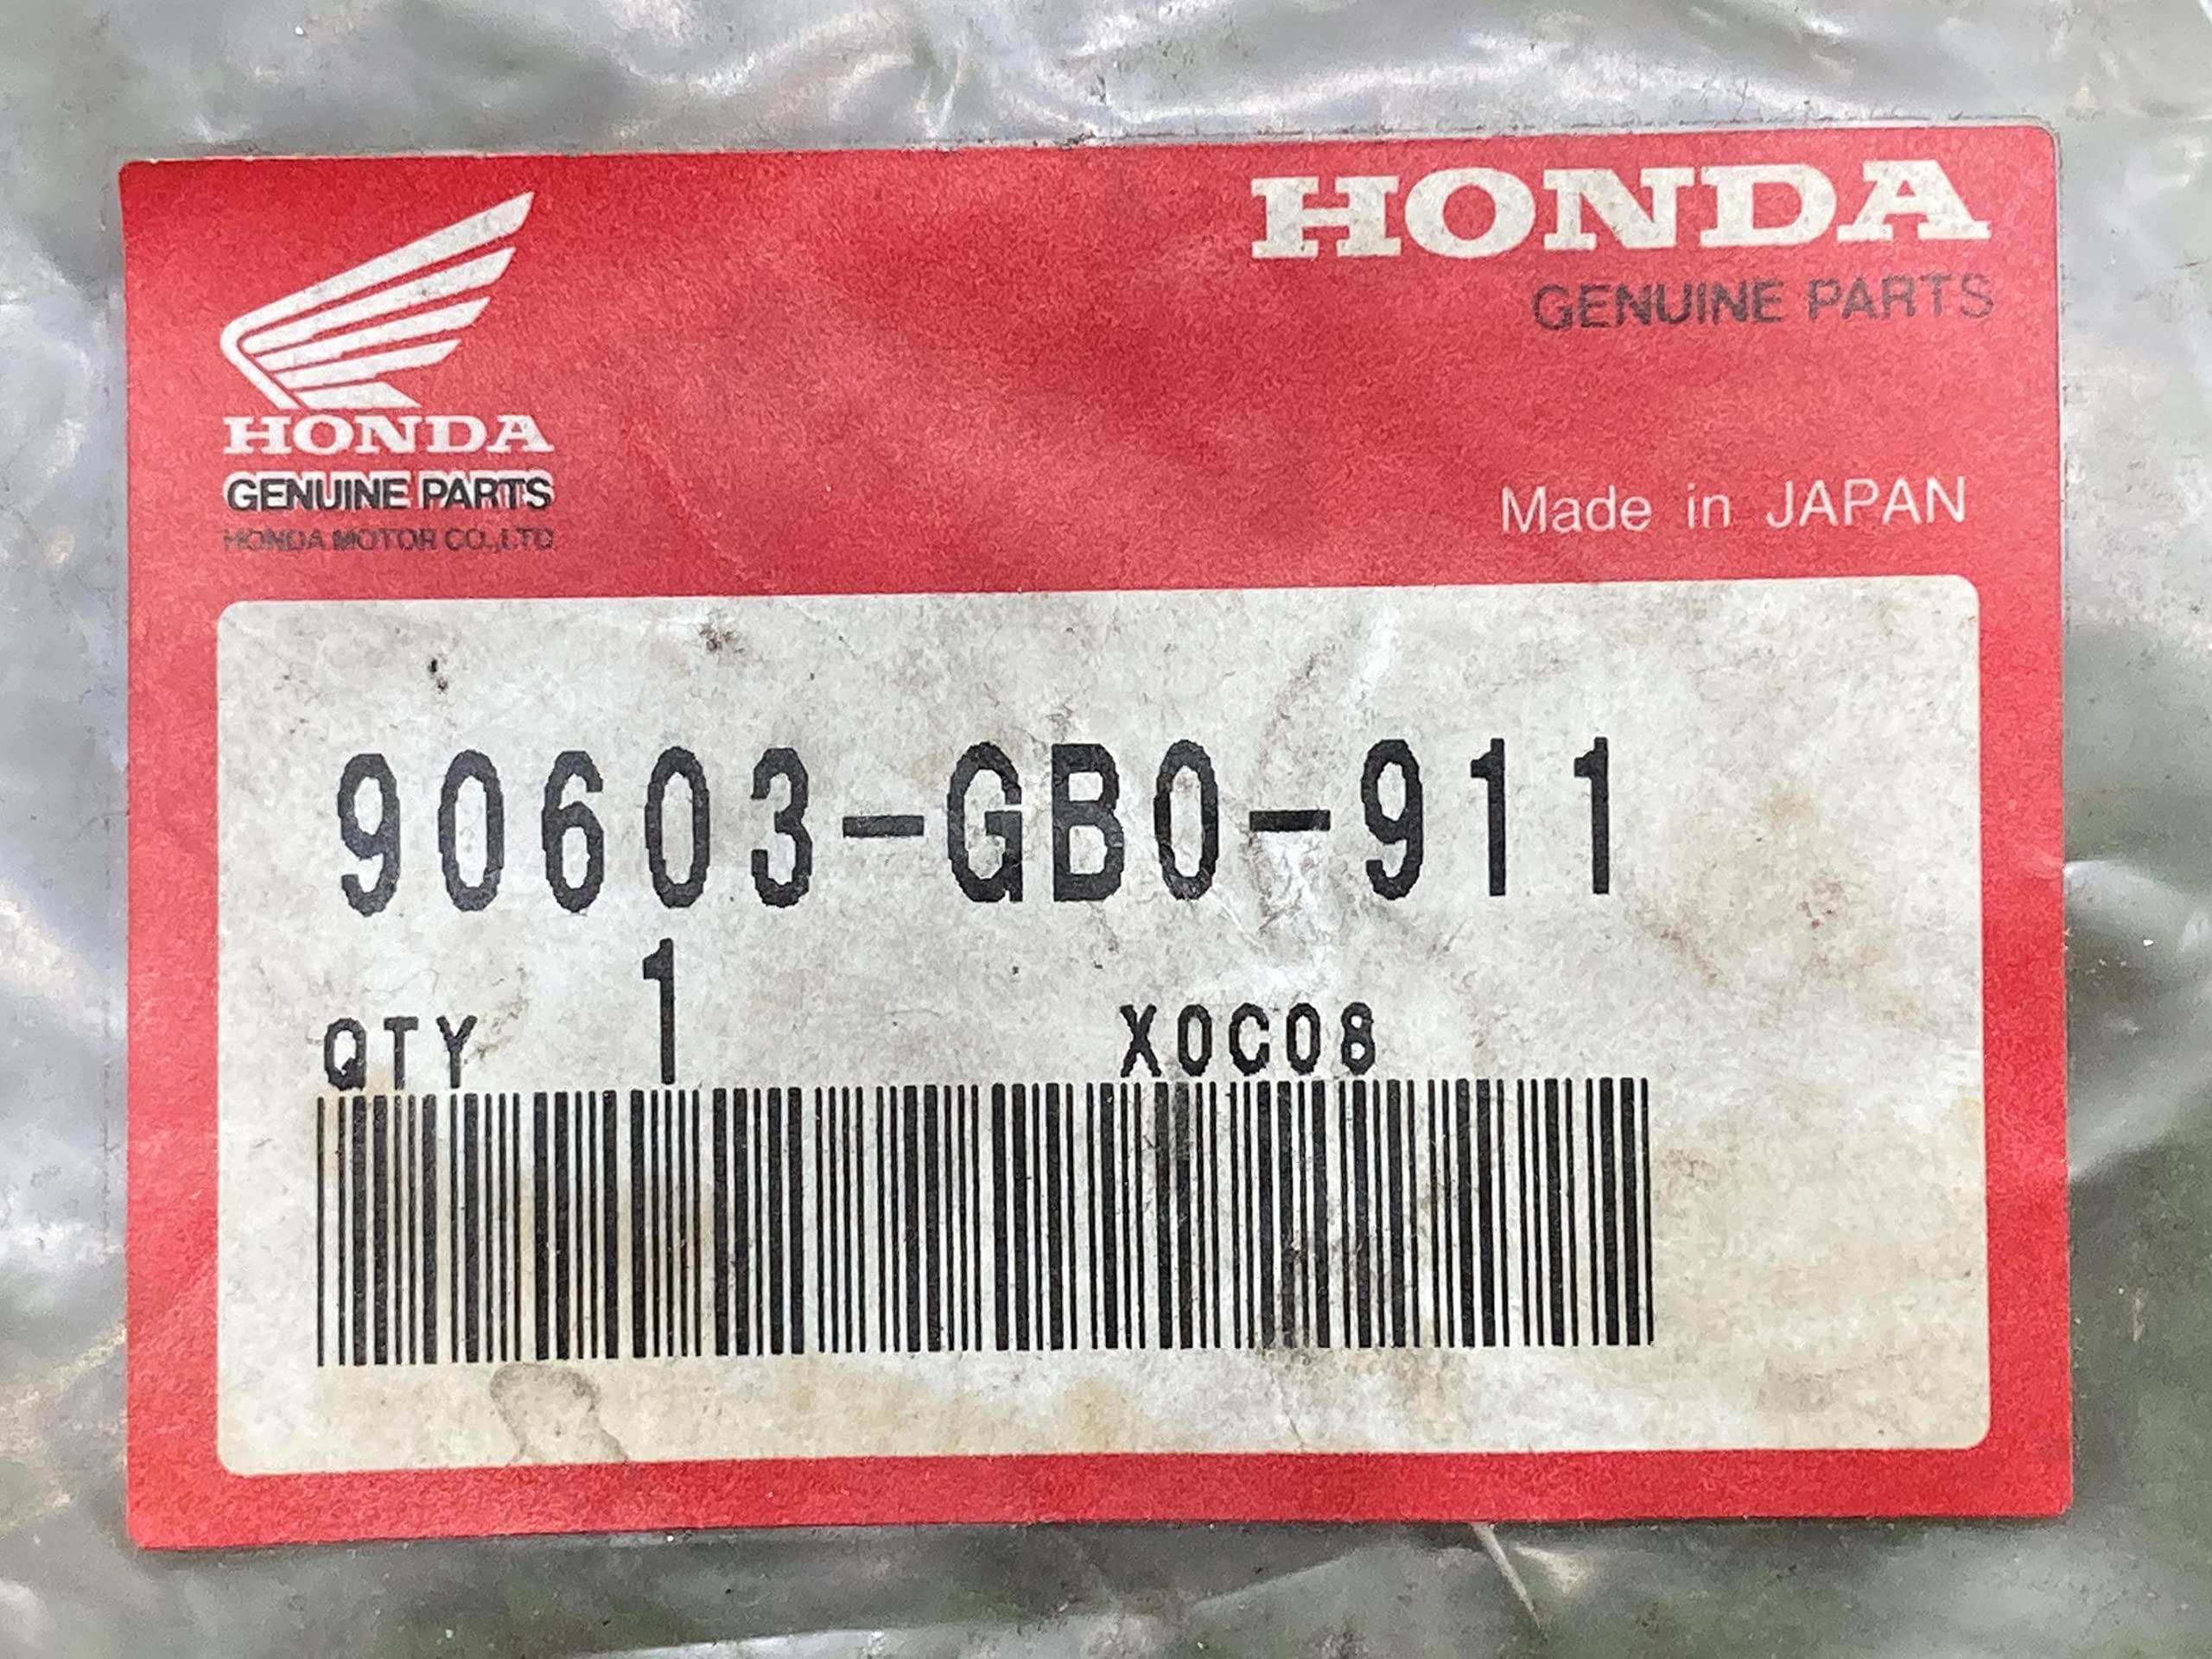 HONDA
GENUINE PARTS
HONDA MOTOR CO.,LTD
HONDA
GENUINE PARTS
Made in JAPAN
90603-GB0-911
QTY 1 X0C08